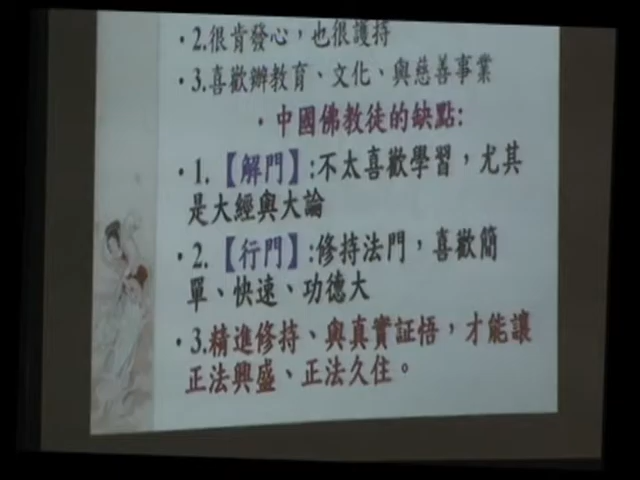 •2.很肯發心，也很護持
•3.喜歡辦教育、文化、與慈善事業
•中國佛教徒的缺點:
•1.【解門】:不太喜歡學習，尤其
是大經與大論
•2.【行門】:修持法門，喜歡簡
單、快速、功德大
•3.精進修持、與真實証悟，才能讓
正法興盛、正法久住。